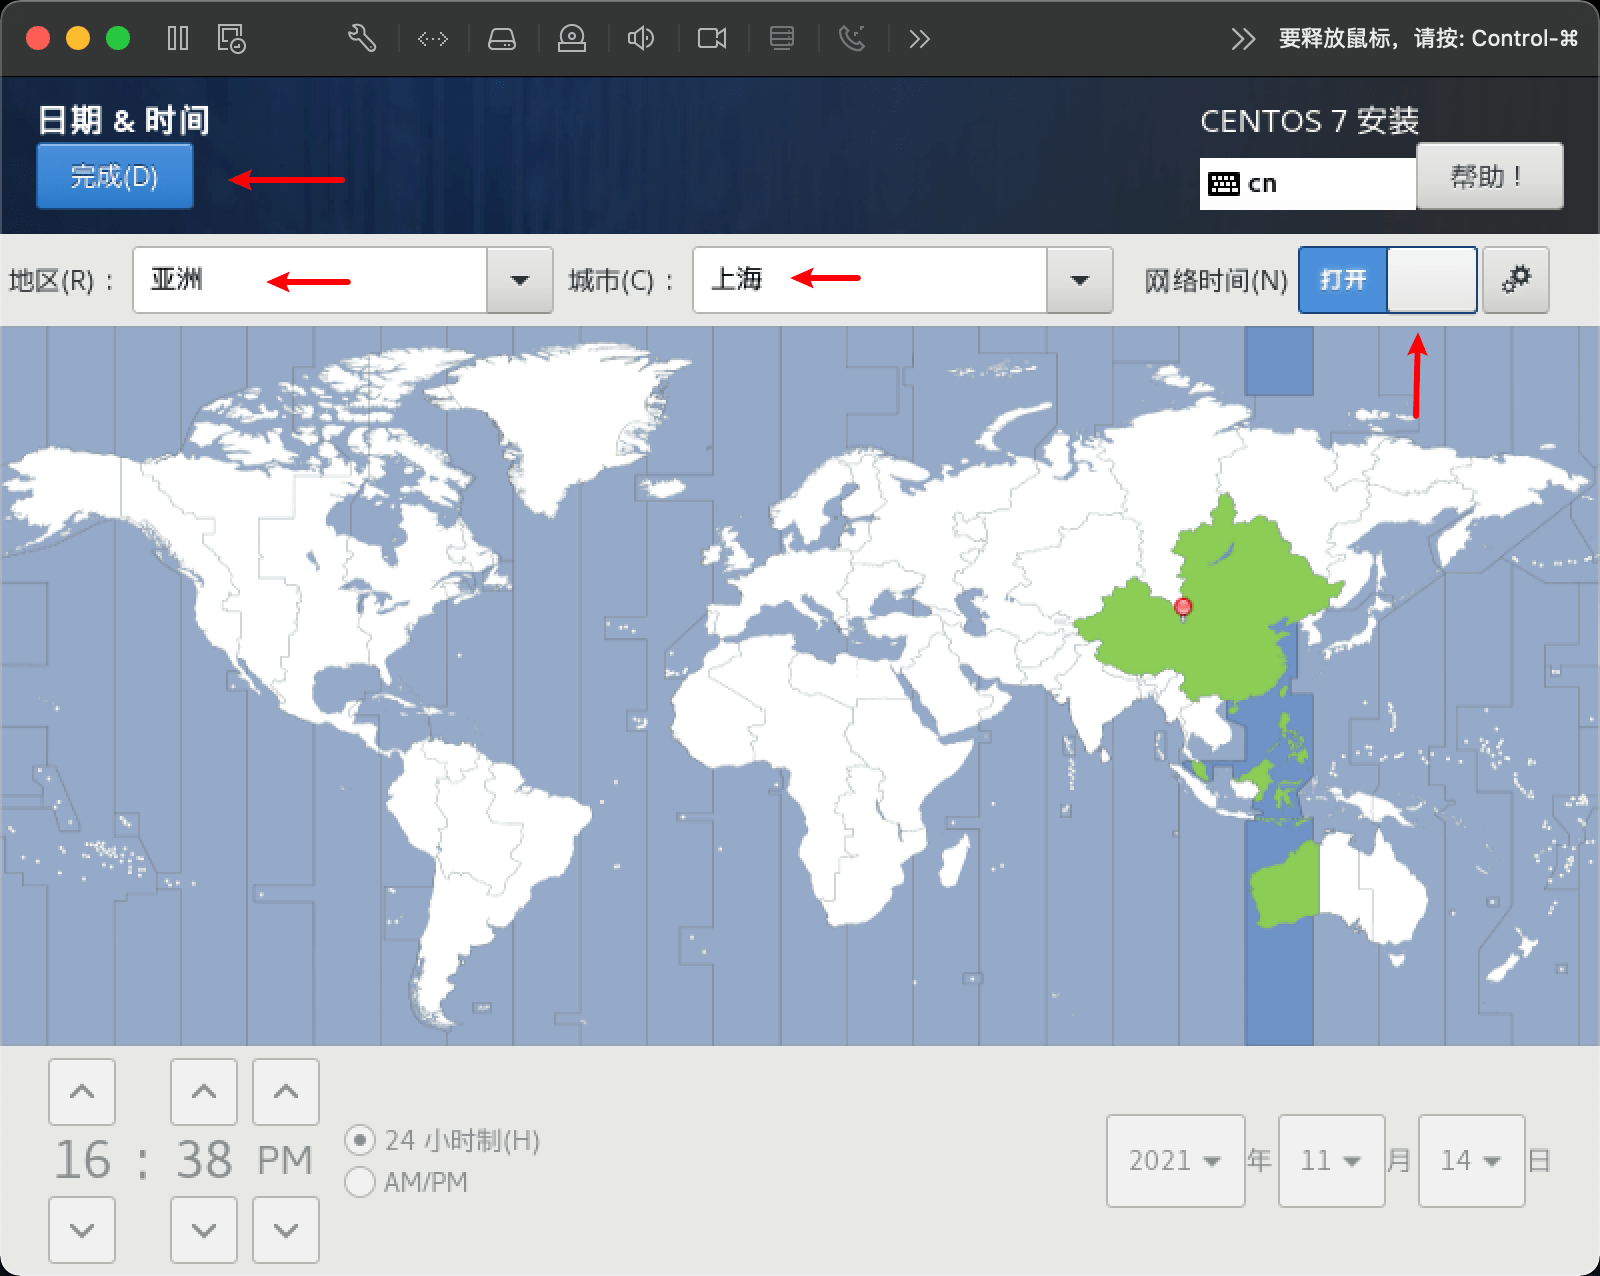 要释放鼠标，请按: Control-⌘
日期 & 时间
CENTOS 7 安装
完成(D)
cn
帮助！
地区(R)：
亚洲
城市(C)：
上海
网络时间(N)
打开
16 : 38 PM
24 小时制(H)
AM/PM
2021 年 11 月 14 日